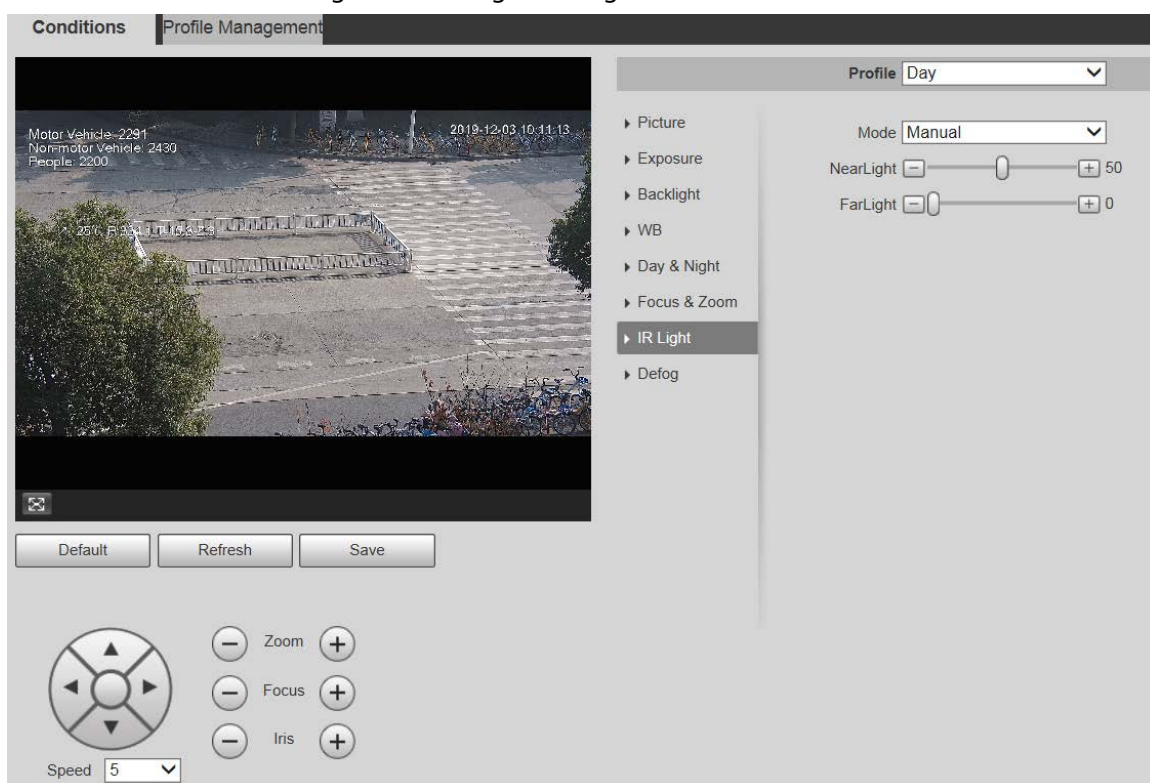 Conditions
Profile Management
Profile Day
Motor Vehicle: 2291
2019-12-03 10:11:13
Non-motor Vehicle: 2430
People: 2200
Picture
Exposure
Backlight
WB
Day & Night
Focus & Zoom
IR Light
Defog
Mode Manual
NearLight 50
FarLight 0
Default
Refresh
Save
Zoom
Focus
Iris
Speed 5